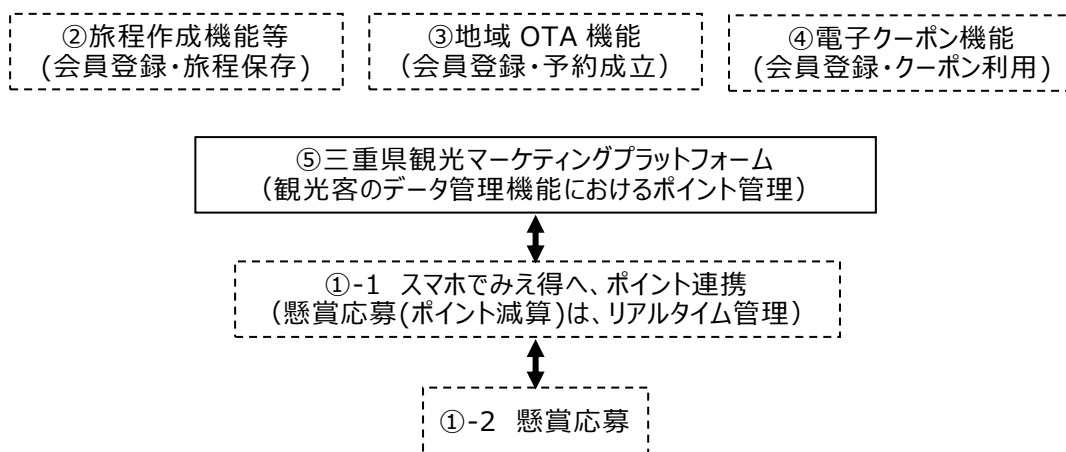 ②旅程作成機能等
(会員登録・旅程保存)
③地域 OTA 機能
（会員登録・予約成立）
④電子クーポン機能
(会員登録・クーポン利用)
⑤三重県観光マーケティングプラットフォーム
（観光客のデータ管理機能におけるポイント管理）
①-1 スマホでみえ得へ、ポイント連携
（懸賞応募(ポイント減算)は、リアルタイム管理）
①-2 懸賞応募